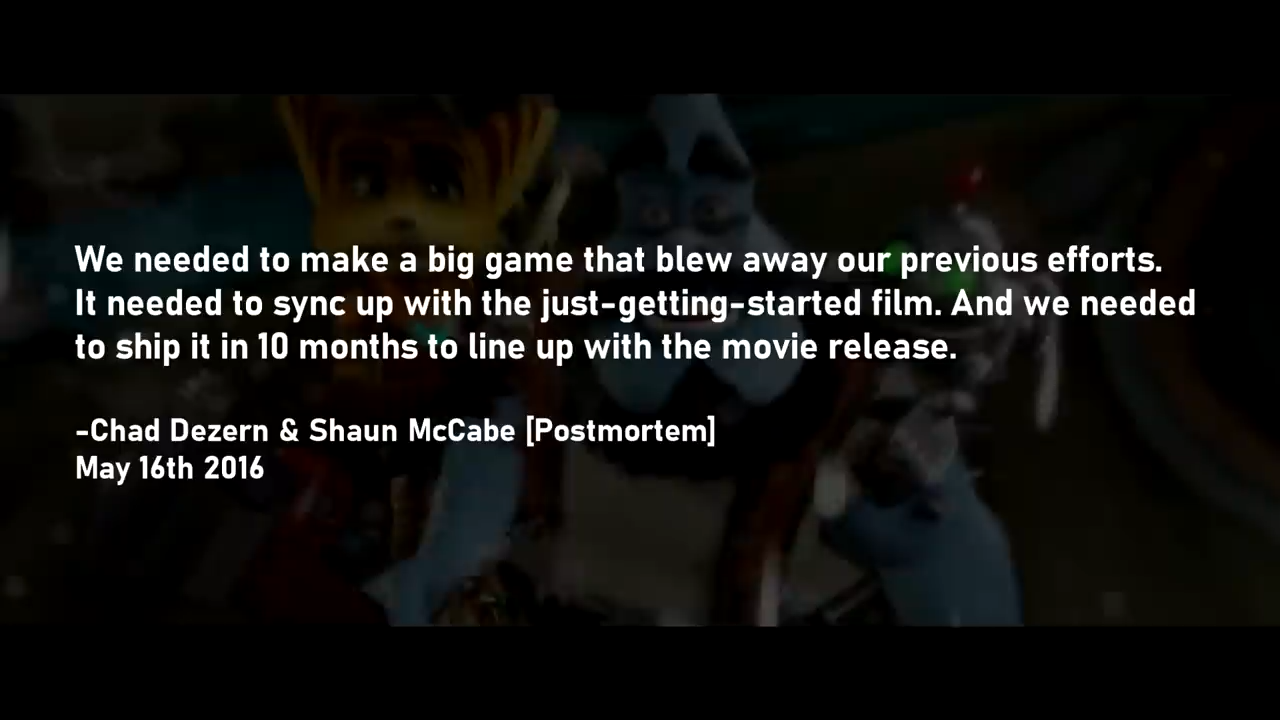 We needed to make a big game that blew away our previous efforts.
It needed to sync up with the just-getting-started film. And we needed
to ship it in 10 months to line up with the movie release.
-Chad Dezern & Shaun McCabe [Postmortem]
May 16th 2016